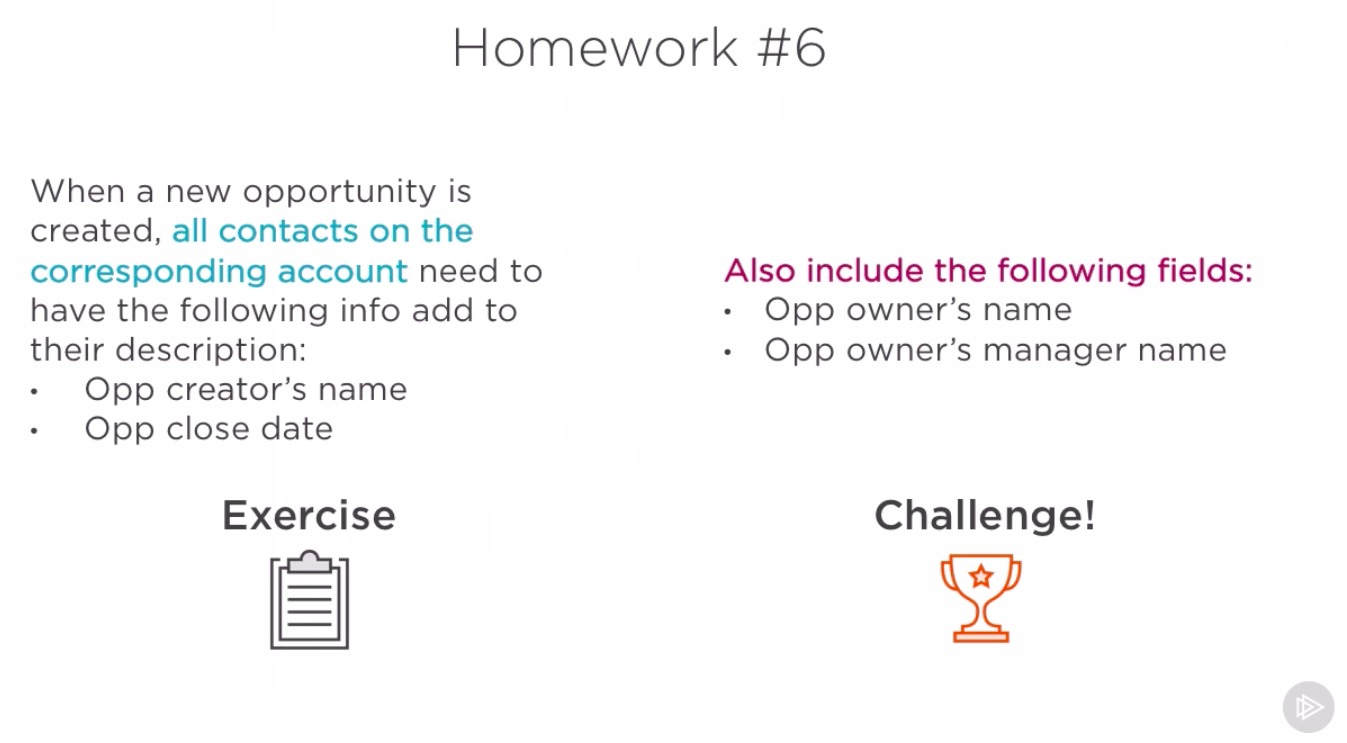 Homework #6
When a new opportunity is
created, all contacts on the
corresponding account need to
have the following info add to
their description:
• Opp creator's name
• Opp close date
Exercise
Also include the following fields:
• Opp owner's name
• Opp owner's manager name
Challenge!